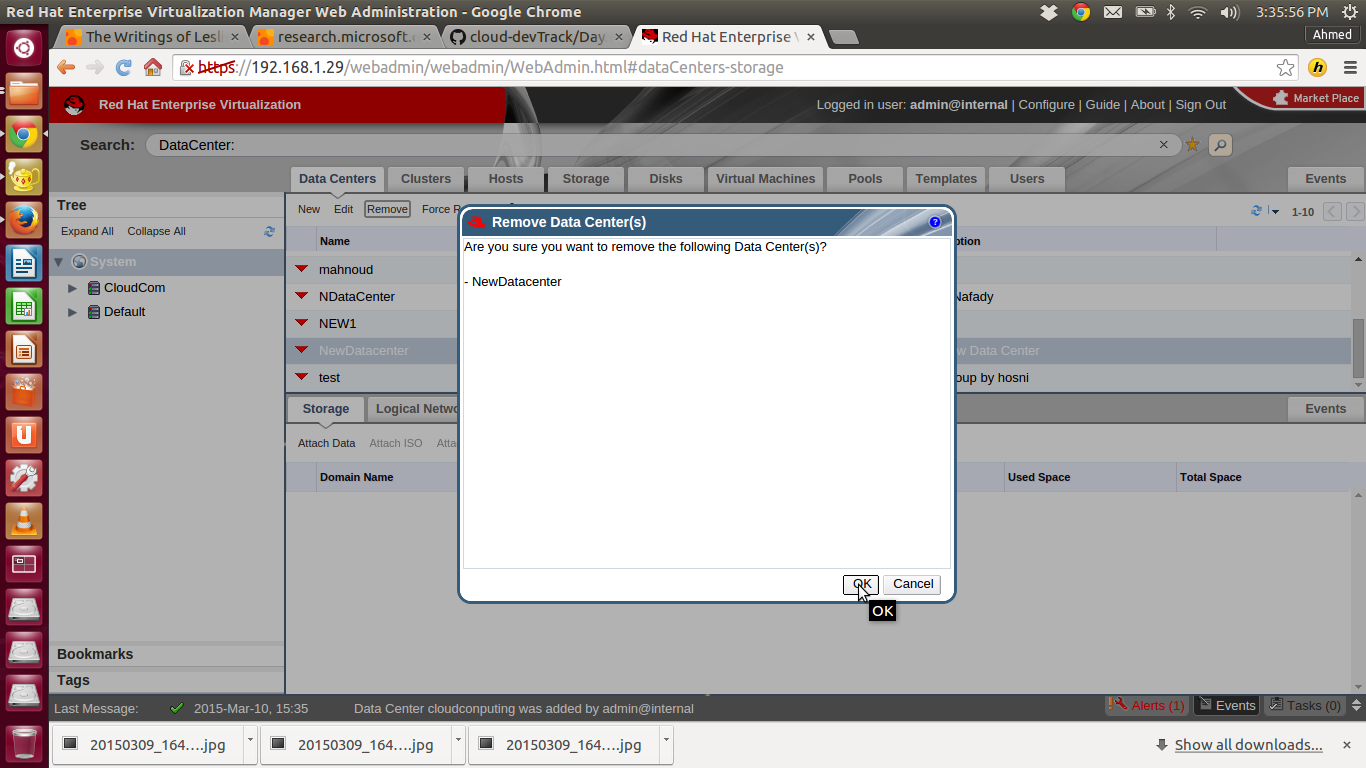 Red Hat Enterprise Virtualization Manager Web Administration - Google Chrome
3:35:56 PM
The Writings of Lesl
research.microsoft.c
cloud-devTrack/Day
Red Hat Enterprise V
Ahmed
https://192.168.1.29/webadmin/webadmin/WebAdmin.html#dataCenters-storage
Red Hat Enterprise Virtualization
Logged in user: admin@internal | Configure | Guide | About | Sign Out
Market Place
Search:
DataCenter:
Data Centers
Clusters
Hosts
Storage
Disks
Virtual Machines
Pools
Templates
Users
Events
Tree
Expand All
Collapse All
System
CloudCom
Default
New
Edit
Remove
Force R
1-10
Name
ption
mahnoud
NDataCenter
Nafady
NEW1
NewDatacenter
w Data Center
test
oup by hosni
Remove Data Center(s)
Are you sure you want to remove the following Data Center(s)?
- NewDatacenter
OK
Cancel
OK
Storage
Logical Netwo
Events
Attach Data
Attach ISO
Atta
Domain Name
Used Space
Total Space
Bookmarks
Tags
Last Message:
2015-Mar-10, 15:35
Data Center cloudconputing was added by admin@internal
Alerts (1)
Events
Tasks (0)
20150309_164....jpg
20150309_164....jpg
20150309_164....jpg
Show all downloads...